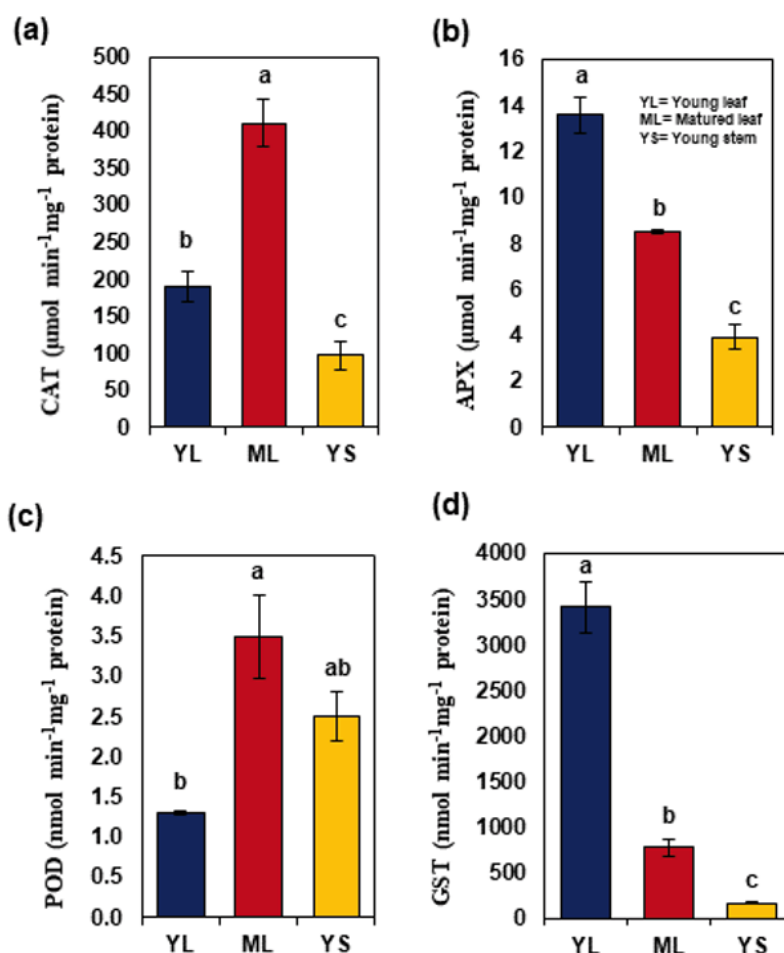 (a)
CAT (µmol min-1mg-1 protein)
500
450
400
350
300
250
200
150
100
50
0
b
a
c
YL ML YS
(b)
APX (µmol min-1mg-1 protein)
16
14
12
10
8
6
4
2
0
a
b
c
YL= Young leaf
ML= Matured leaf
YS= Young stem
YL ML YS
(c)
POD (nmol min-1mg-1 protein)
4.5
4.0
3.5
3.0
2.5
2.0
1.5
1.0
0.5
0.0
b
a
ab
YL ML YS
(d)
GST (nmol min-1mg-1 protein)
4000
3500
3000
2500
2000
1500
1000
500
0
a
b
c
YL ML YS